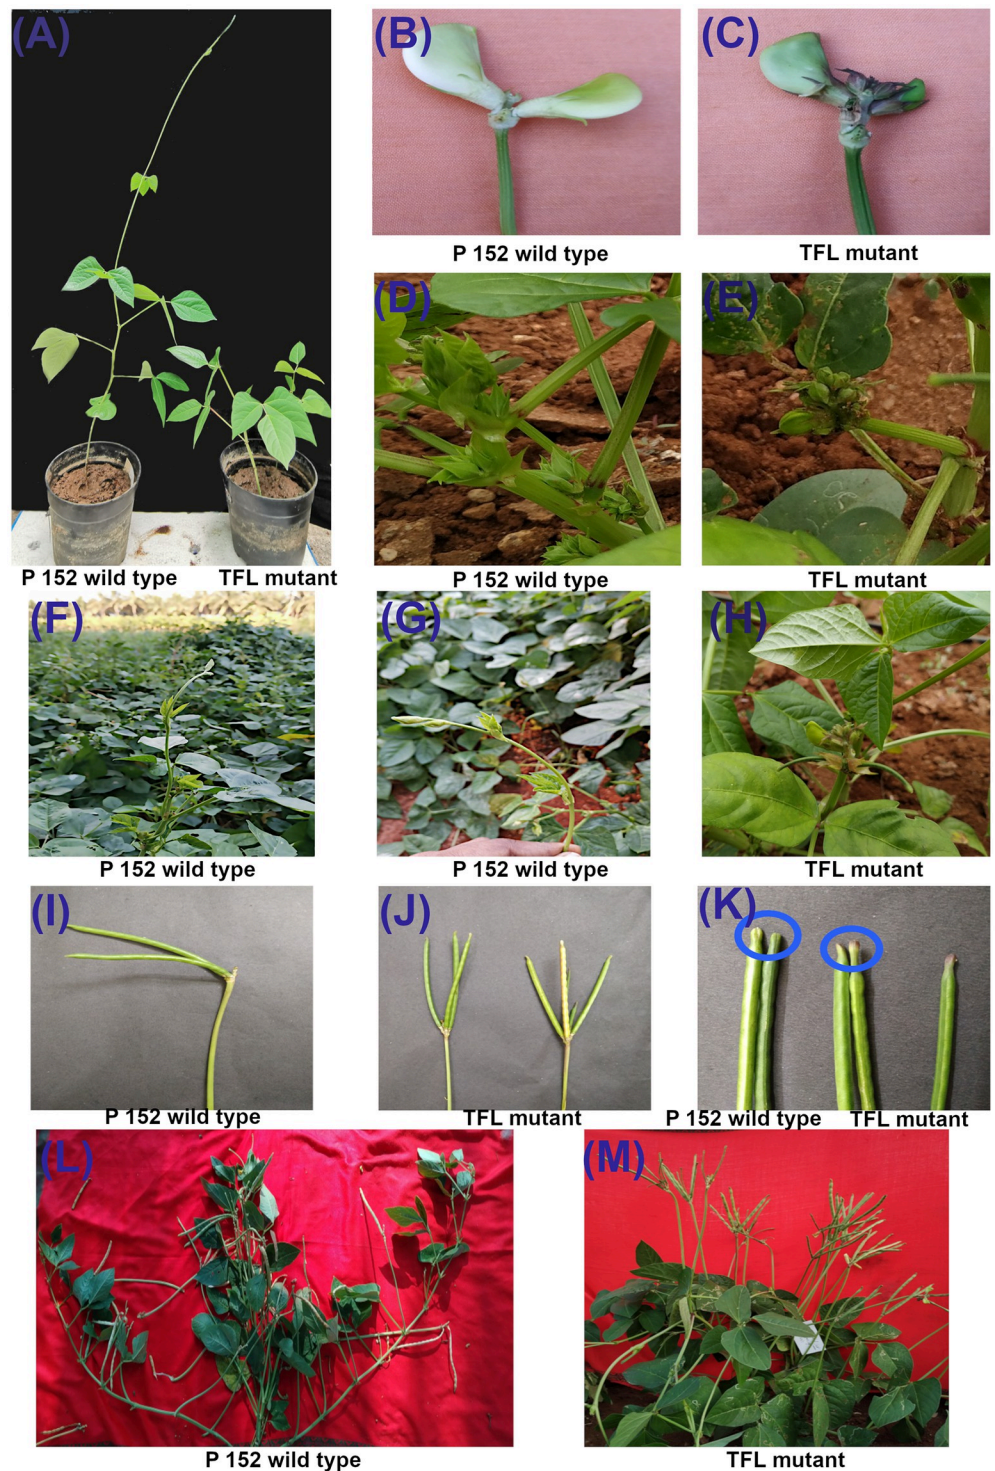 (A)
(B)
(C)
P 152 wild type
TFL mutant
(D)
(E)
P 152 wild type
TFL mutant
P 152 wild type
TFL mutant
(F)
(G)
(H)
P 152 wild type
P 152 wild type
TFL mutant
(I)
(J)
(K)
P 152 wild type
TFL mutant
P 152 wild type
TFL mutant
(L)
(M)
P 152 wild type
TFL mutant